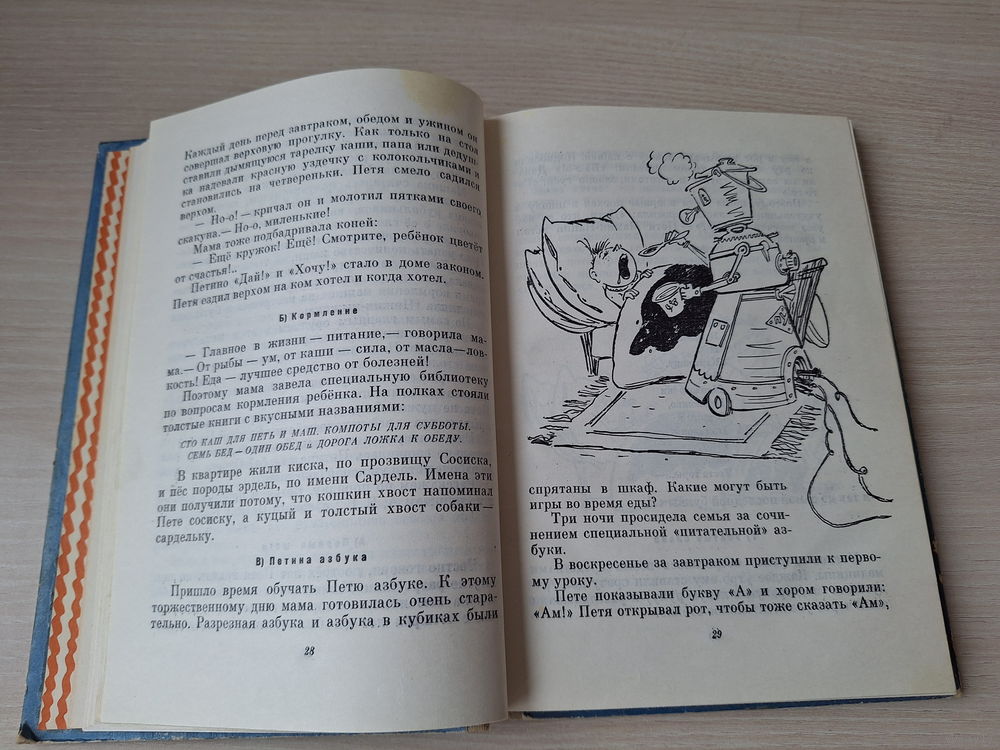 Каждый день перед завтраком, обедом и ужином он
совершал верховую прогулку. Как только на стол
ставили дымящуюся тарелку каши, папа или дедуш-
ка надевали красную уздечку с колокольчиками и
становились на четвереньки. Петя смело садился
верхом.
— Но-о! — кричал он и молотил пятками своего
скакуна.— Но-о, миленькие!
Мама тоже подбадривала коней:
— Ещё кружок! Ещё! Смотрите, ребёнок цветёт
от счастья!..
Петино «Дай!» и «Хочу!» стало в доме законом.
Петя ездил верхом на ком хотел и когда хотел.
Б) Кормление
— Главное в жизни — питание,— говорила ма-
ма.— От рыбы — ум, от каши — сила, от масла—лов-
кость! Еда — лучшее средство от болезней!
Поэтому мама завела специальную библиотеку
по вопросам кормления ребёнка. На полках стояли
толстые книги с вкусными названиями:
СТО КАШ ДЛЯ ПЕТЬ И МАШ. КОМПОТЫ ДЛЯ СУББОТЫ.
СЕМЬ БЕД—ОДИН ОБЕД и ДОРОГА ЛОЖКА К ОБЕДУ.
В квартире жили киска, по прозвищу Сосиска,
и пёс породы эрдель, по имени Сардель. Имена эти
они получили потому, что кошкин хвост напоминал
Пете сосиску, а куцый и толстый хвост собаки—
сардельку.
В) Петина азбука
Пришло время обучать Петю азбуке. К этому
торжественному дню мама готовилась очень стара-
тельно. Разрезная азбука и азбука в кубиках были
28
спрятаны в шкаф. Какие могут быть
игры во время еды?
Три ночи просидела семья за сочи-
нением специальной «питательной» аз-
буки.
В воскресенье за завтраком приступили к перво-
му уроку.
Пете показывали букву «А» и хором говорили:
«Ам!» Петя открывал рот, чтобы тоже сказать «Ам»,
29